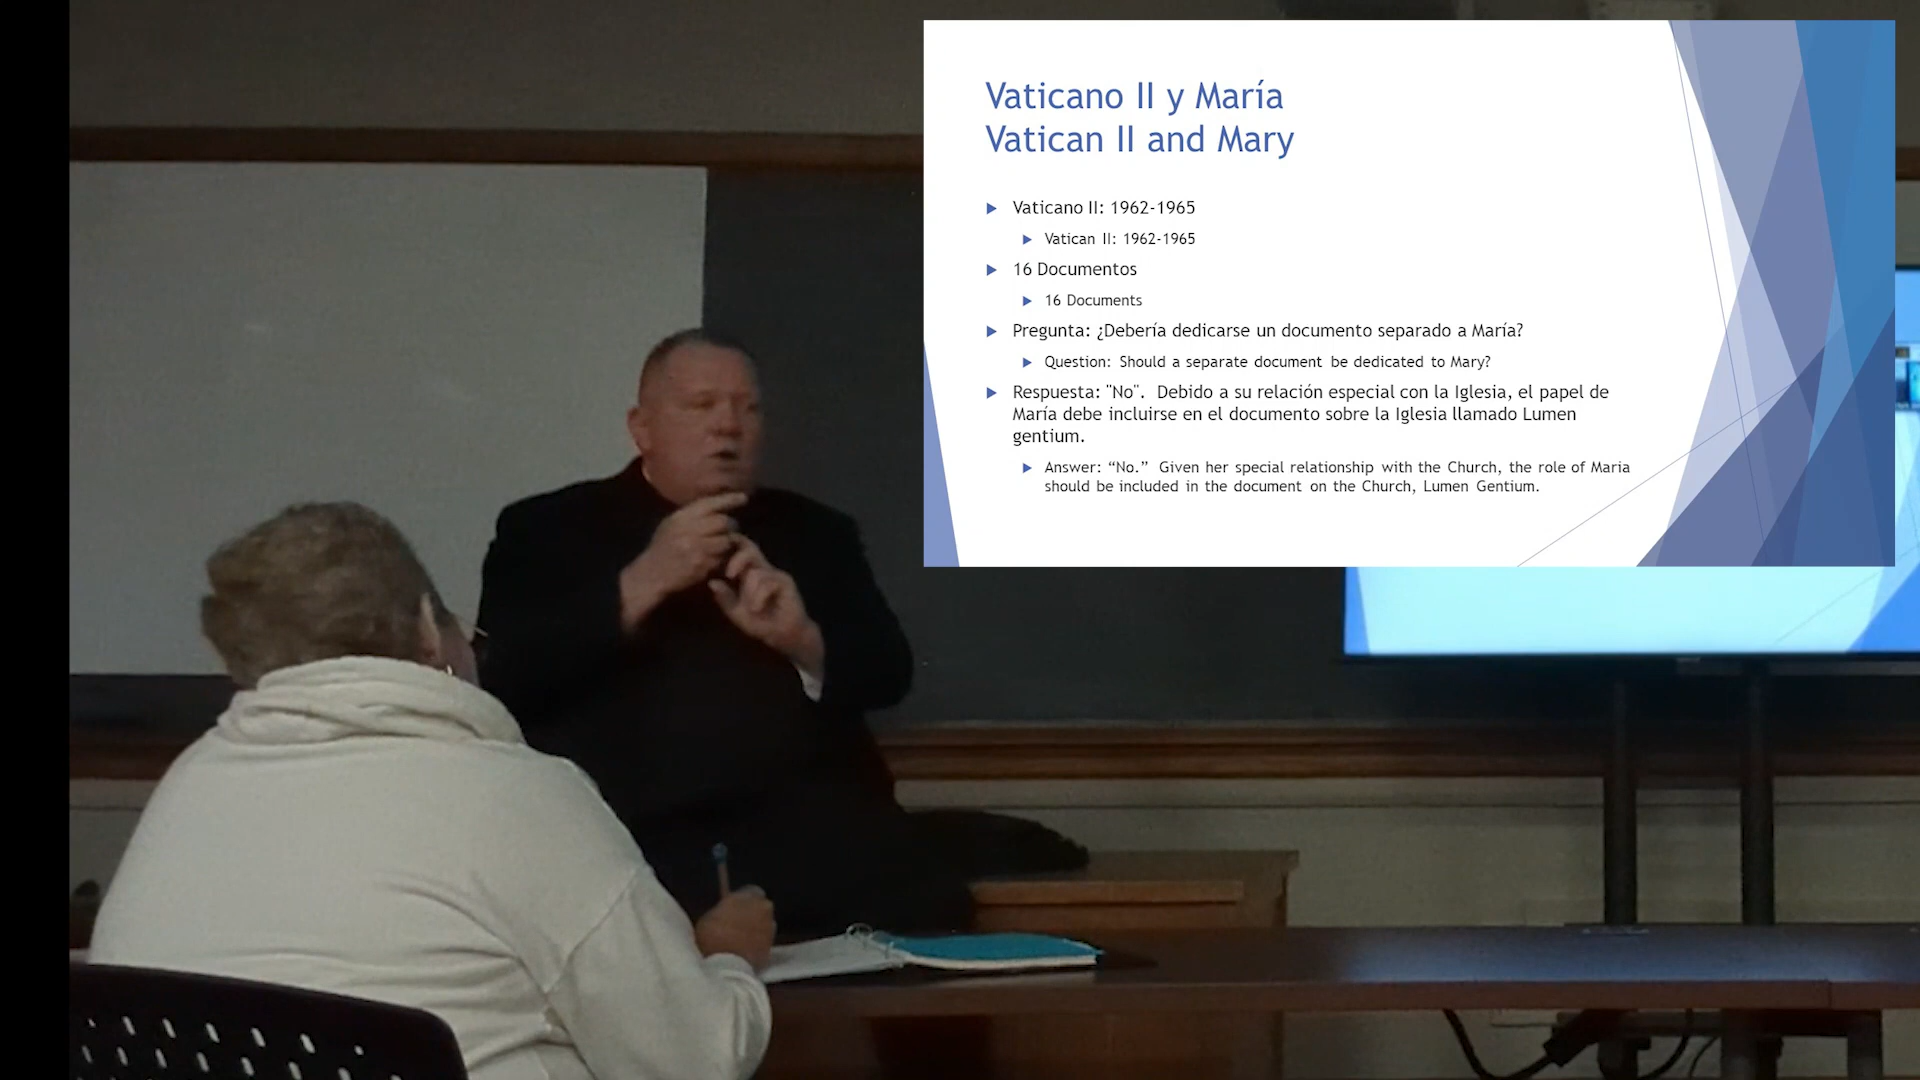 Vaticano II y María
Vatican II and Mary
Vaticano II: 1962-1965
Vatican II: 1962-1965
16 Documentos
16 Documents
Pregunta: ¿Debería dedicarse un documento separado a María?
Question: Should a separate document be dedicated to Mary?
Respuesta: "No". Debido a su relación especial con la Iglesia, el papel de
María debe incluirse en el documento sobre la Iglesia llamado Lumen
gentium.
Answer: “No.” Given her special relationship with the Church, the role of Maria
should be included in the document on the Church, Lumen Gentium.